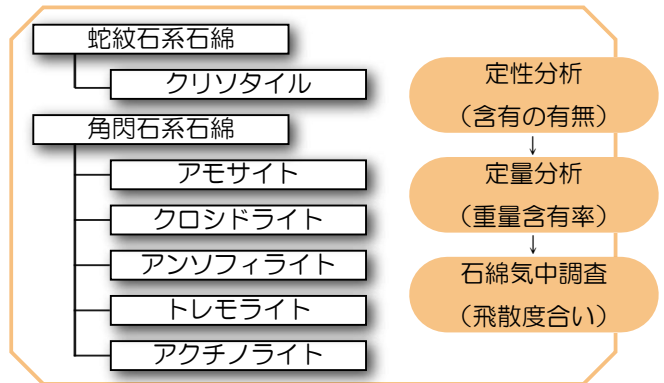 蛇紋石系石綿
クリソタイル
角閃石系石綿
アモサイト
クロシドライト
アンソフィライト
トレモライト
アクチノライト
定性分析
（含有の有無）
↓
定量分析
（重量含有率）
↓
石綿気中調査
（飛散度合い）